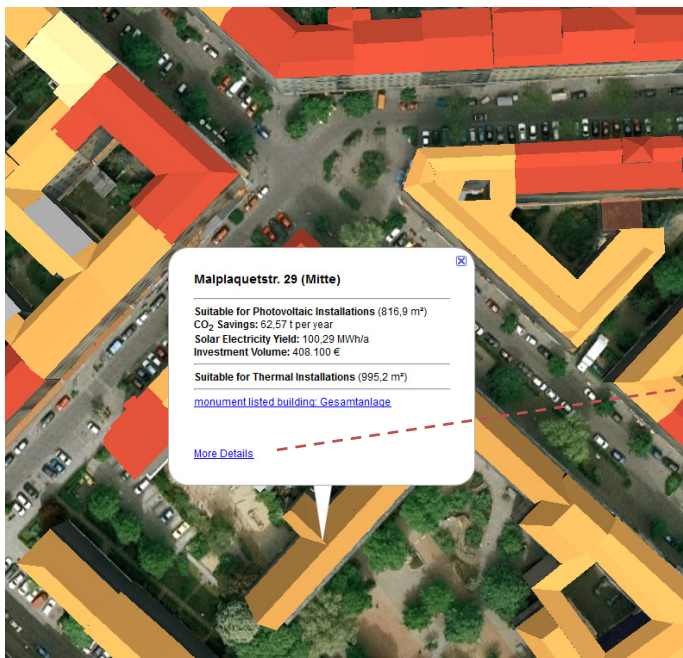 Malplaquetstr. 29 (Mitte)
Suitable for Photovoltaic Installations (816,9 m²)
CO₂ Savings: 62,57 t per year
Solar Electricity Yield: 100,29 MWh/a
Investment Volume: 408.100 €
Suitable for Thermal Installations (995,2 m²)
monument listed building: Gesamtanlage
More Details